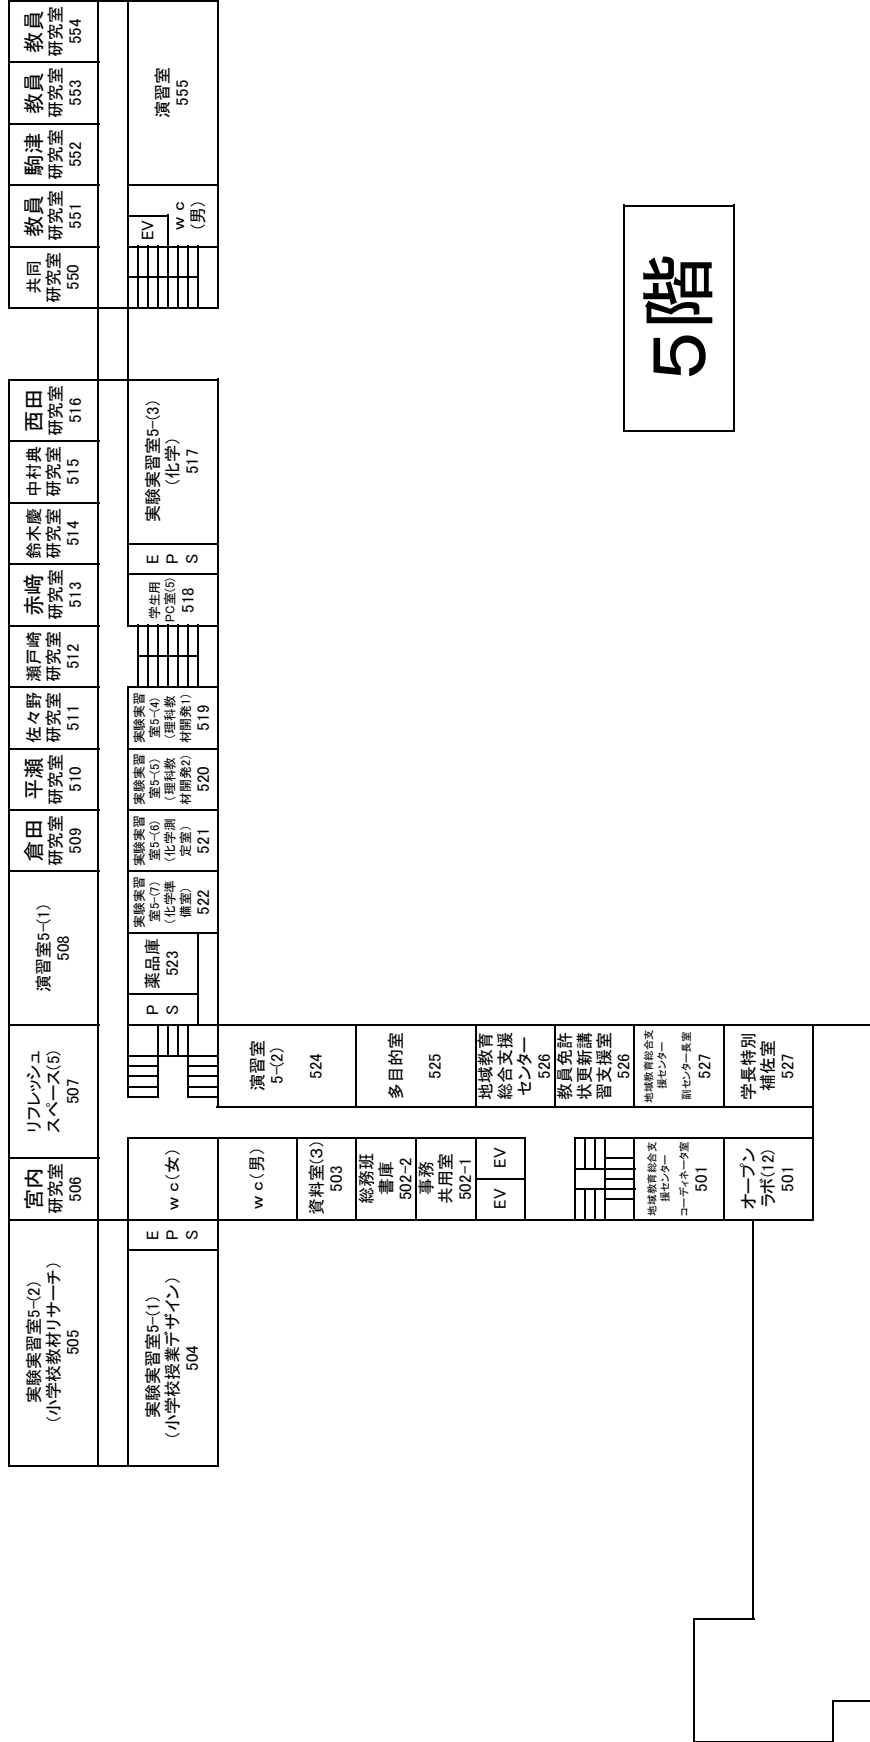 教員
研究室
554
教員
研究室
553
駒津
研究室
552
教員
研究室
551
共同
研究室
550
演習室
555
EV
ｗｃ
（男）
5階
西田
研究室
516
中村典
研究室
515
鈴木慶
研究室
514
赤﨑
研究室
513
瀬戸崎
研究室
512
佐々野
研究室
511
平瀬
研究室
510
倉田
研究室
509
演習室5-(1)
508
リフレッシュ
スペース(5)
507
宮内
研究室
506
実験実習室5-(2)
（小学校教材リサーチ）
505
実験実習室5-(3)
（化学）
517
ＥＰＳ
学生用
PC室(5)
518
実験実習
室5-(4)
（理科教
材開発1）
519
実験実習
室5-(5)
（理科教
材開発2）
520
実験実習
室5-(6)
（化学測
定室）
521
実験実習
室5-(7)
（化学準
備室）
522
薬品庫
523
ＰＳ
演習室
5-(2)
524
多目的室
525
地域教育
総合支援
センター
526
教員免許
状更新講
習支援室
526
地域教育総合支
援センター
副センター長室
527
学長特別
補佐室
527
ｗｃ（女）
ｗｃ（男）
資料室(3)
503
総務班
書庫
502-2
事務
共用室
502-1
EV
EV
EV
EV
地域教育総合支
援センター
コーディネータ室
501
オープン
ラボ(12)
501
ＥＰＳ
実験実習室5-(1)
（小学校授業デザイン）
504